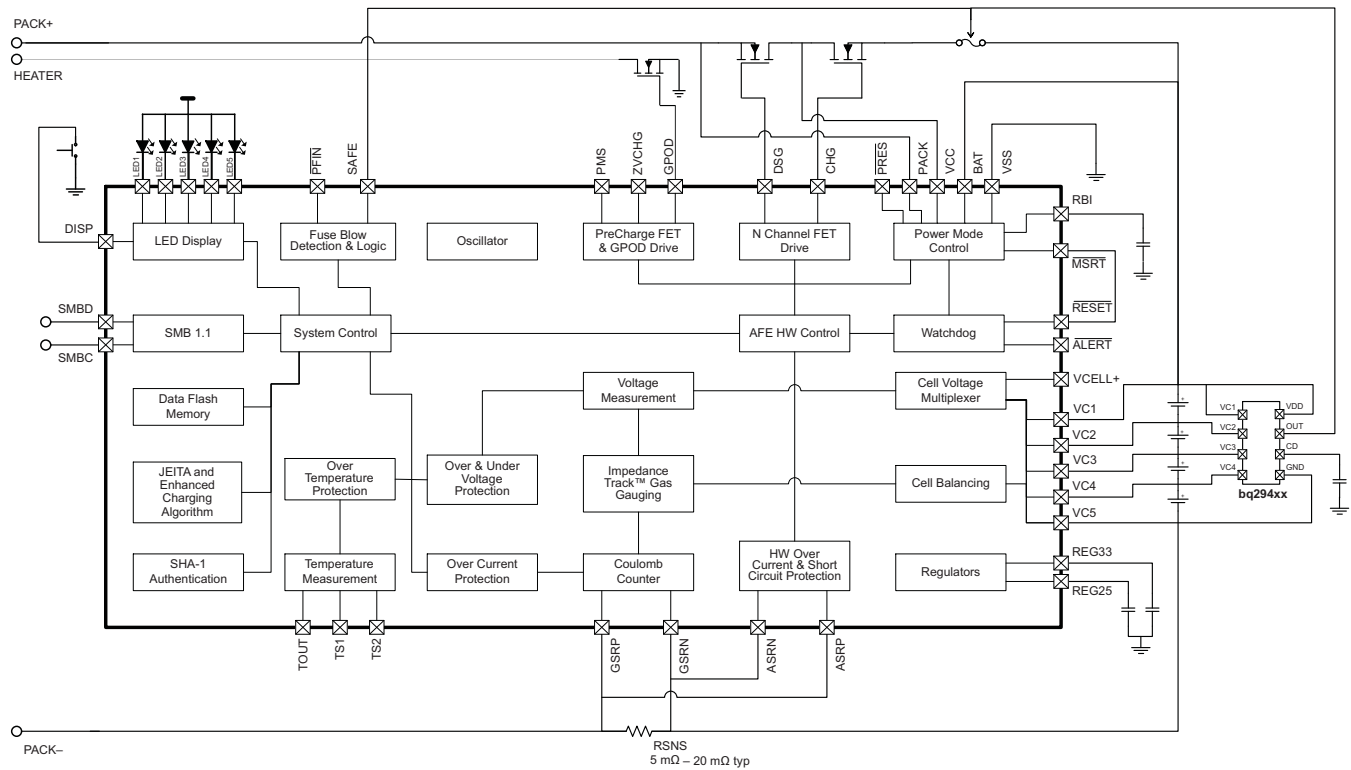 PACK+
HEATER
LED1
LED2
LED3
LED4
LED5
PFIN
SAFE
PMS
ZVCHG
GPOD
DSG
CHG
PRES
PACK
VCC
BAT
VSS
DISP
LED Display
Fuse Blow
Detection & Logic
Oscillator
PreCharge FET
& GPOD Drive
N Channel FET
Drive
Power Mode
Control
RBI
MSRT
RESET
ALERT
SMBD
SMBC
SMB 1.1
System Control
AFE HW Control
Watchdog
Data Flash
Memory
Voltage
Measurement
Cell Voltage
Multiplexer
VCELL+
VC1
VC2
VC3
VC4
VC5
VC1
VC2
VC3
VC4
VDD
OUT
CD
GND
bq294xx
JEITA and
Enhanced
Charging
Algorithm
Over
Temperature
Protection
Over & Under
Voltage
Protection
Impedance
Track™ Gas
Gauging
Cell Balancing
SHA-1
Authentication
Temperature
Measurement
Over Current
Protection
Coulomb
Counter
HW Over
Current & Short
Circuit Protection
Regulators
REG33
REG25
TOUT
TS1
TS2
GSRP
GSRN
ASRN
ASRP
PACK–
RSNS
5 mΩ – 20 mΩ typ